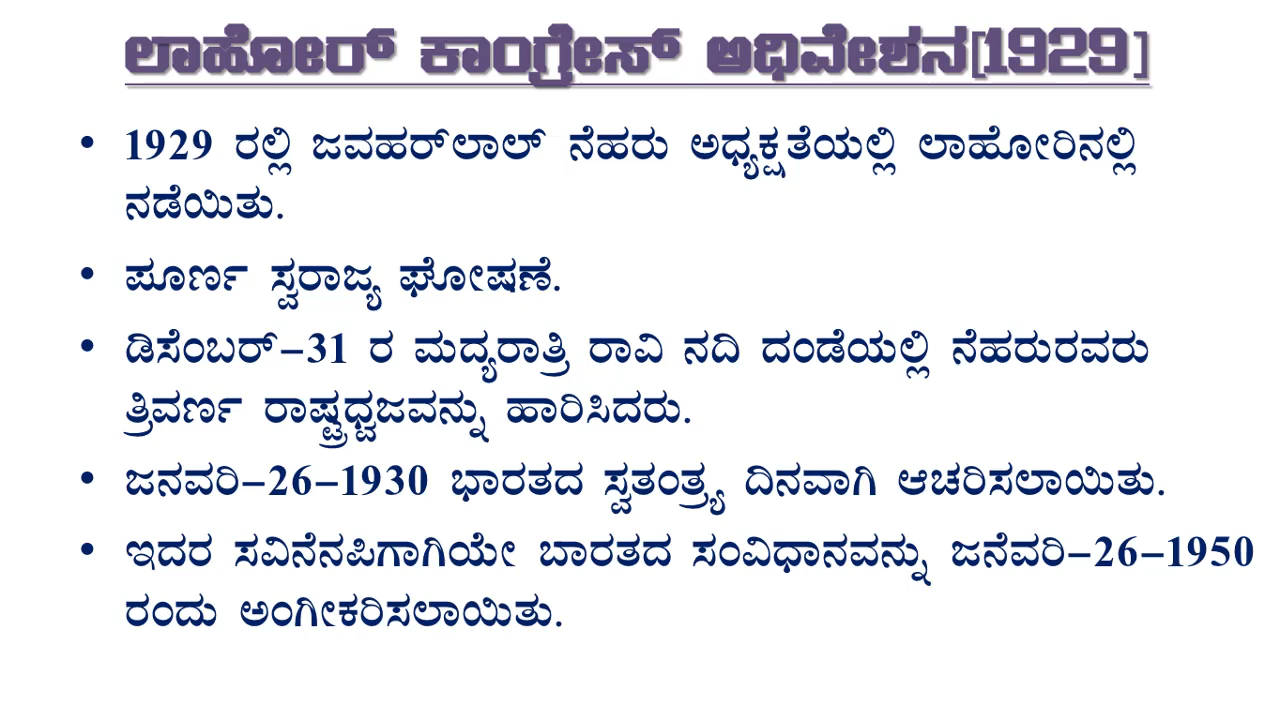 ಲಾಹೋರ್ ಕಾಂಗ್ರೇಸ್ ಅಧಿವೇಶನ[1929]
• 1929 ರಲ್ಲಿ ಜವಹರ್‌ಲಾಲ್ ನೆಹರು ಅಧ್ಯಕ್ಷತೆಯಲ್ಲಿ ಲಾಹೋರಿನಲ್ಲಿ
ನಡೆಯಿತು.
• ಪೂರ್ಣ ಸ್ವರಾಜ್ಯ ಘೋಷಣೆ.
• ಡಿಸೆಂಬರ್–31 ರ ಮದ್ಯರಾತ್ರಿ ರಾವಿ ನದಿ ದಂಡೆಯಲ್ಲಿ ನೆಹರುರವರು
ತ್ರಿವರ್ಣ ರಾಷ್ಟ್ರಧ್ವಜವನ್ನು ಹಾರಿಸಿದರು.
• ಜನವರಿ–26–1930 ಭಾರತದ ಸ್ವತಂತ್ರ್ಯ ದಿನವಾಗಿ ಆಚರಿಸಲಾಯಿತು.
• ಇದರ ಸವಿನೆನಪಿಗಾಗಿಯೇ ಬಾರತದ ಸಂವಿಧಾನವನ್ನು ಜನೆವರಿ–26–1950
ರಂದು ಅಂಗೀಕರಿಸಲಾಯಿತು.